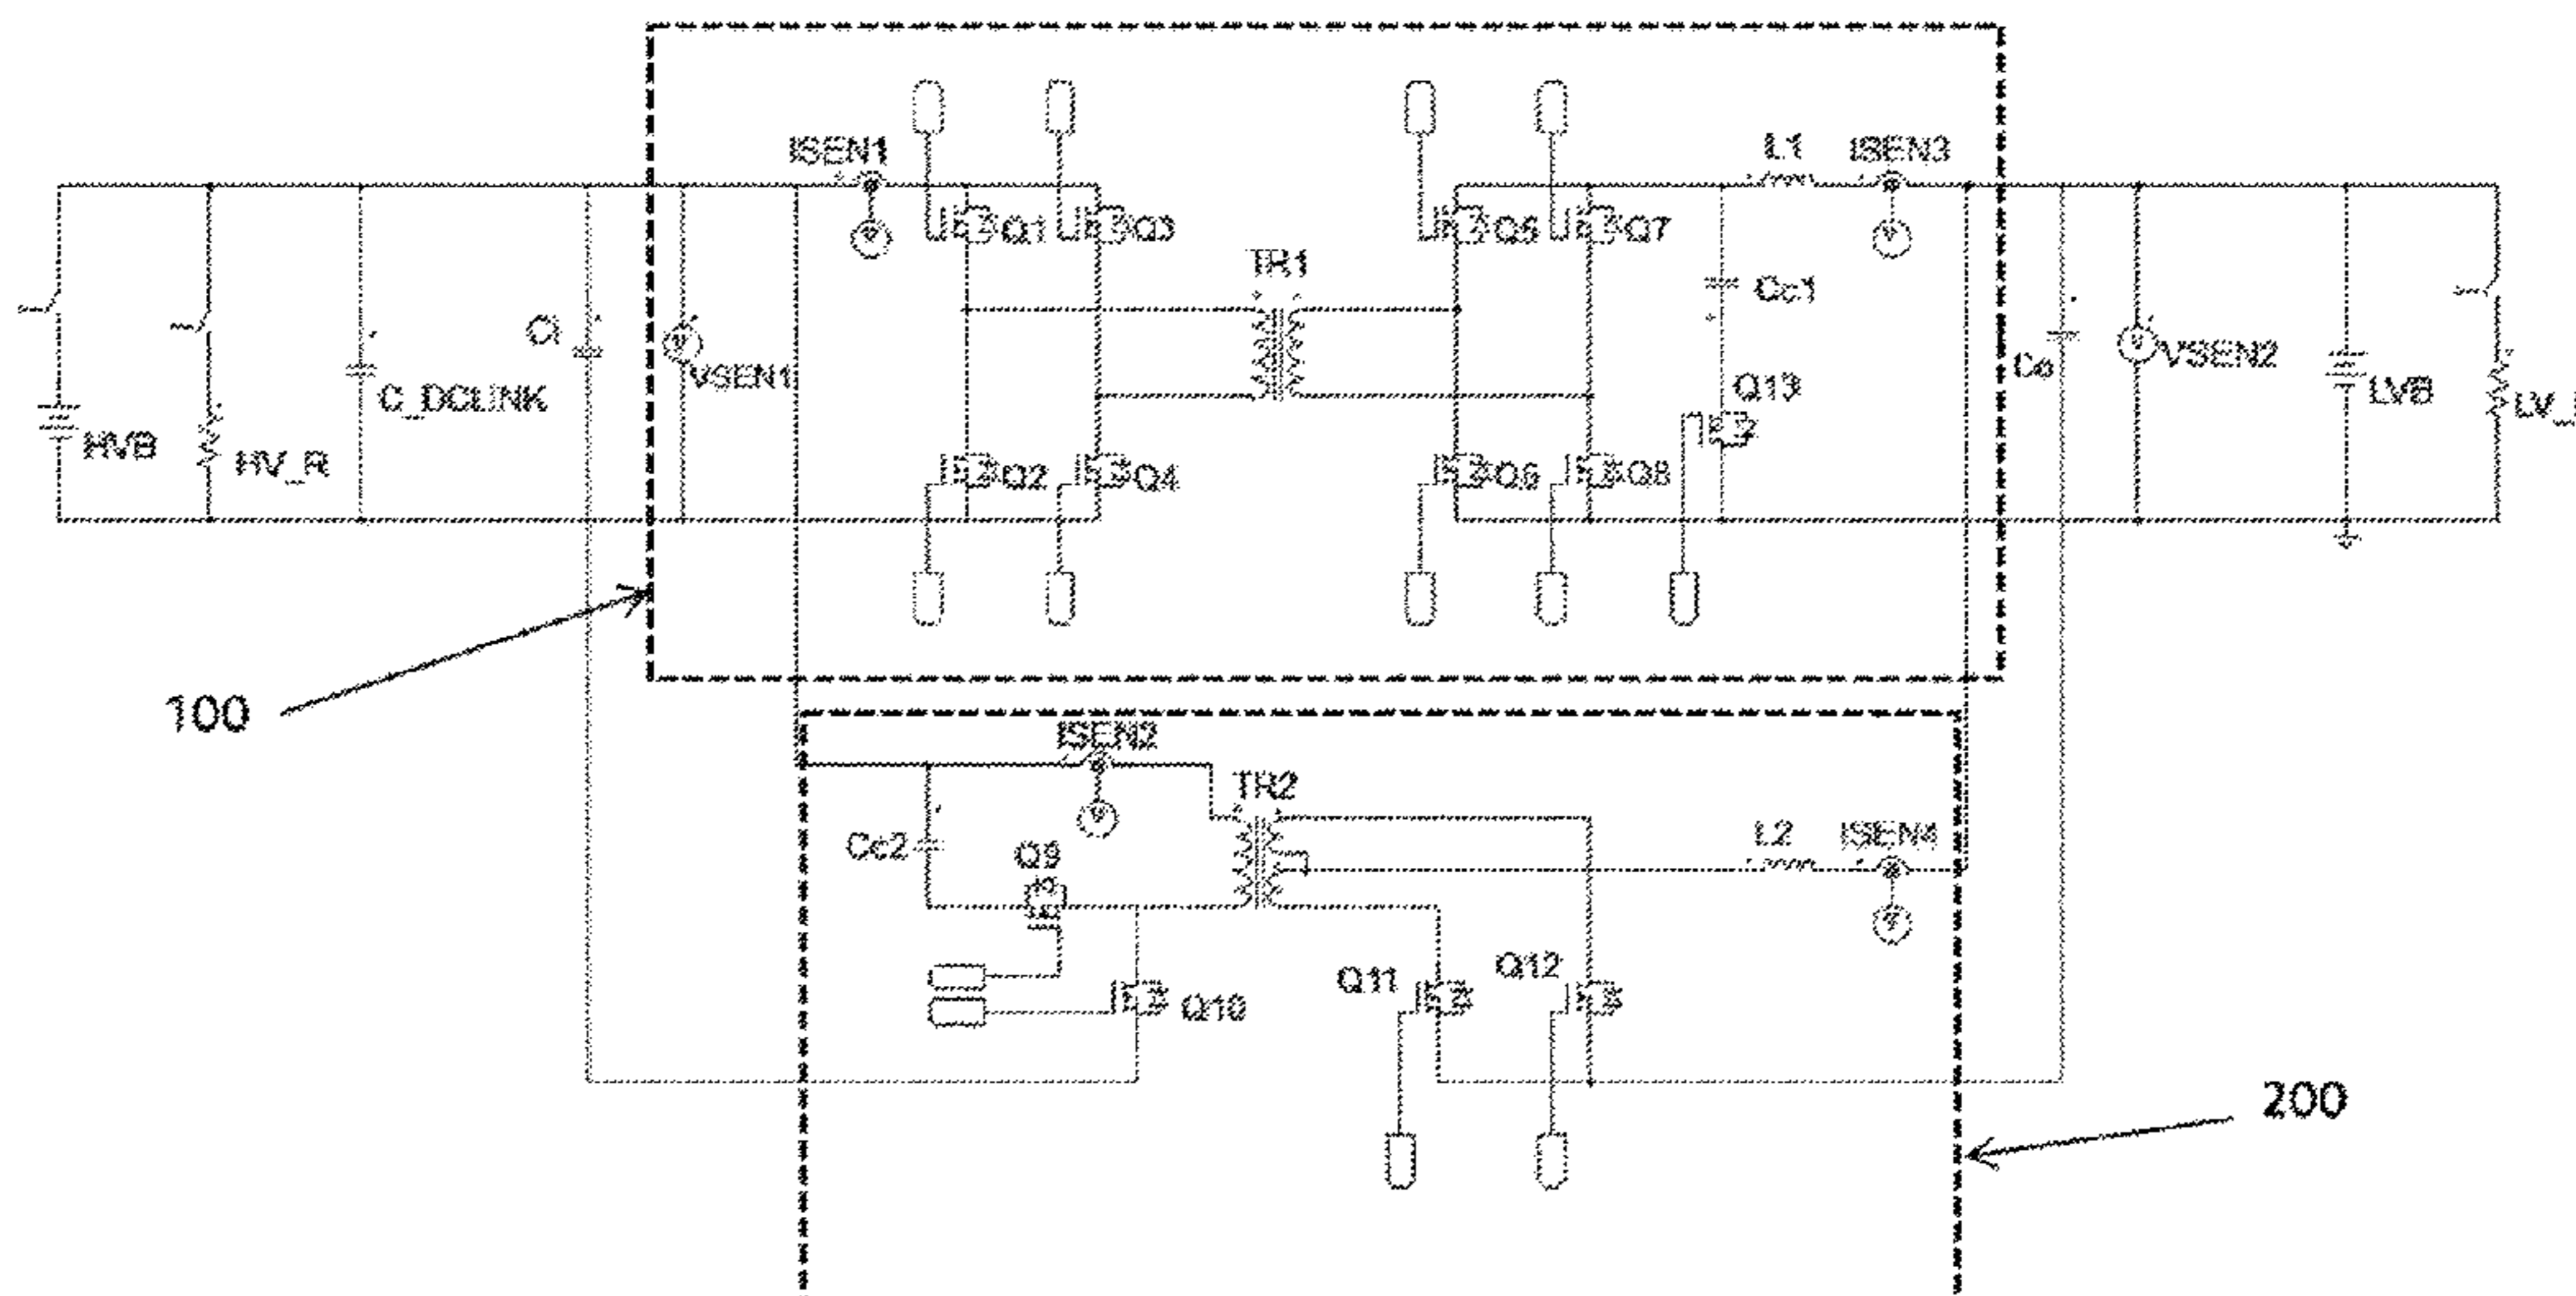 ISEN1
L1
ISEN3
Q1
Q3
Q5
Q7
TR1
Cc1
Ci
VSEN1
Co
VSEN2
C_DCLINK
Q13
LVB
HVB
HV_R
Q2
Q4
Q6
Q8
100
ISEN2
TR2
Cc2
Q9
L2
ISEN4
Q11
Q12
Q10
200